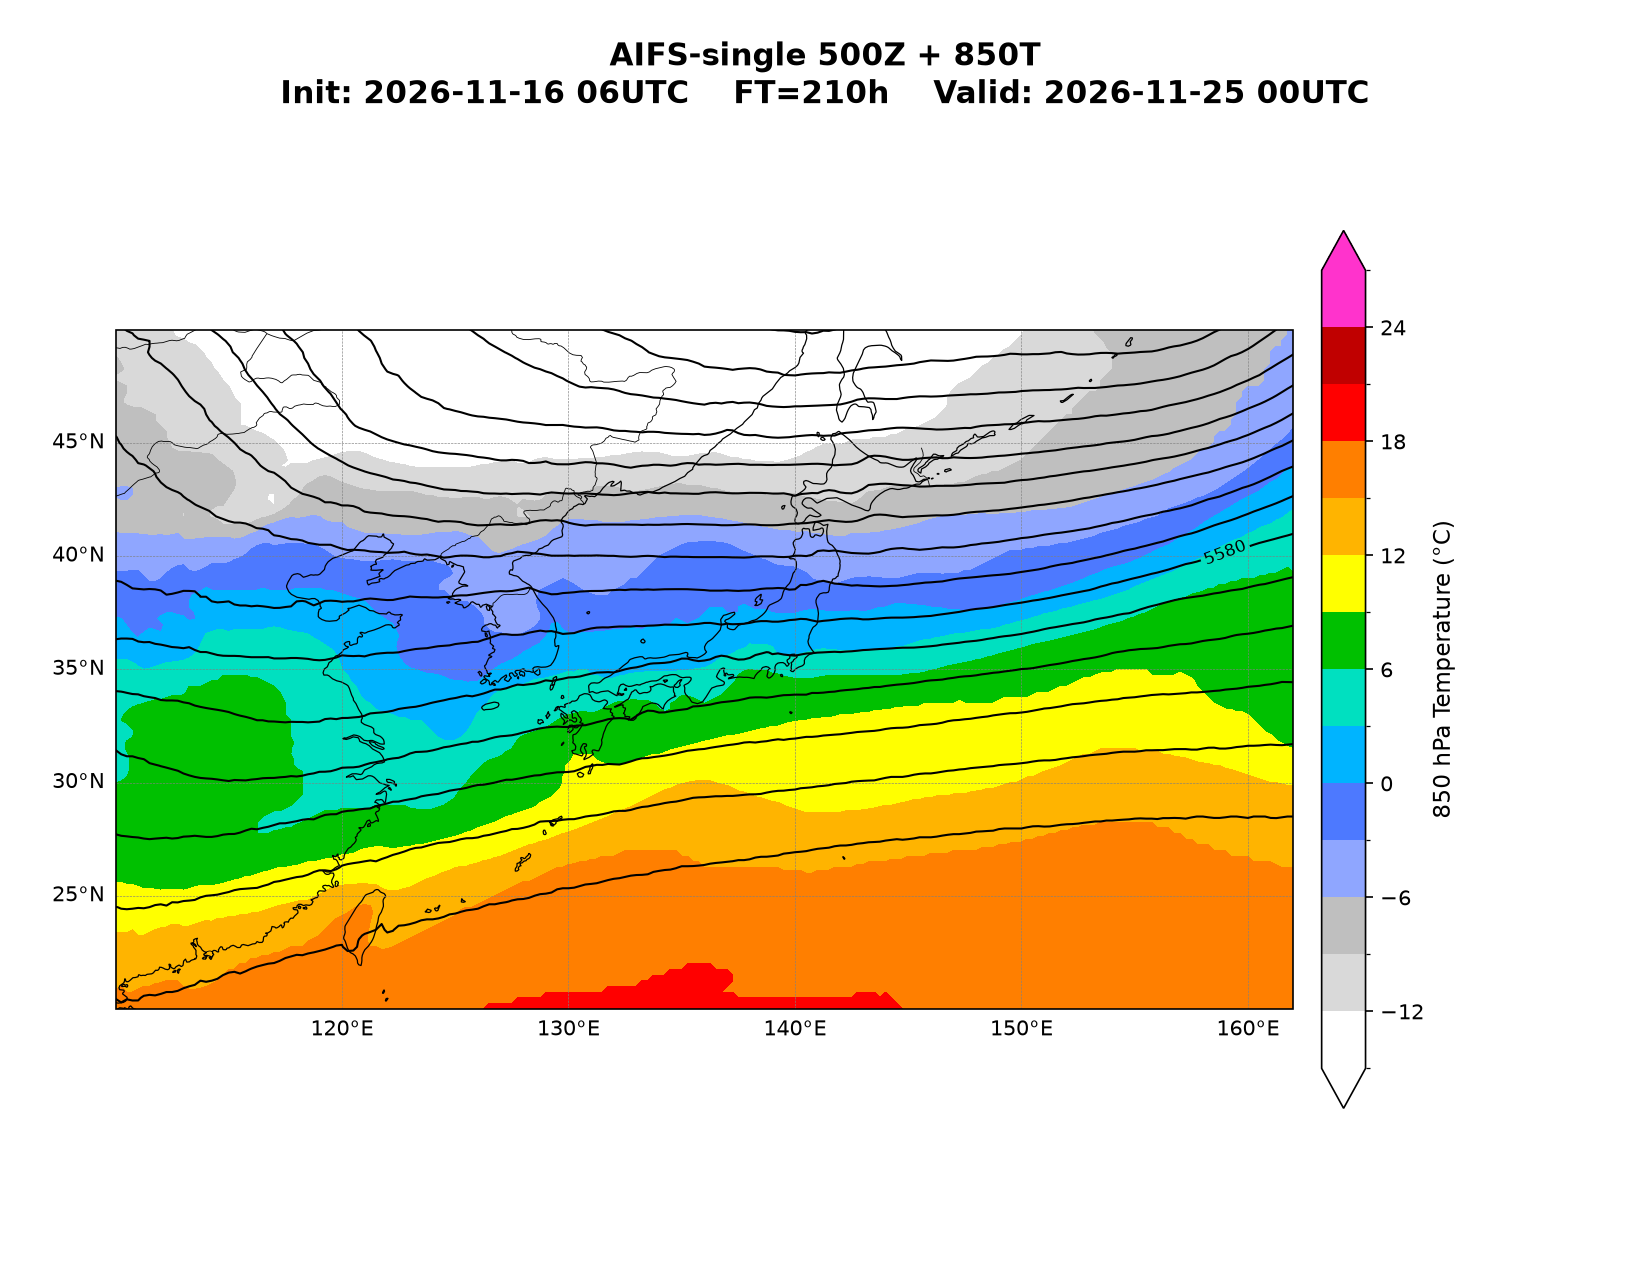 AIFS-single 500Z + 850T
Init: 2026-11-16 06UTC    FT=210h    Valid: 2026-11-25 00UTC
24
18
12
6
0
−6
−12
850 hPa Temperature (°C)
45°N
40°N
35°N
30°N
25°N
5580
120°E
130°E
140°E
150°E
160°E